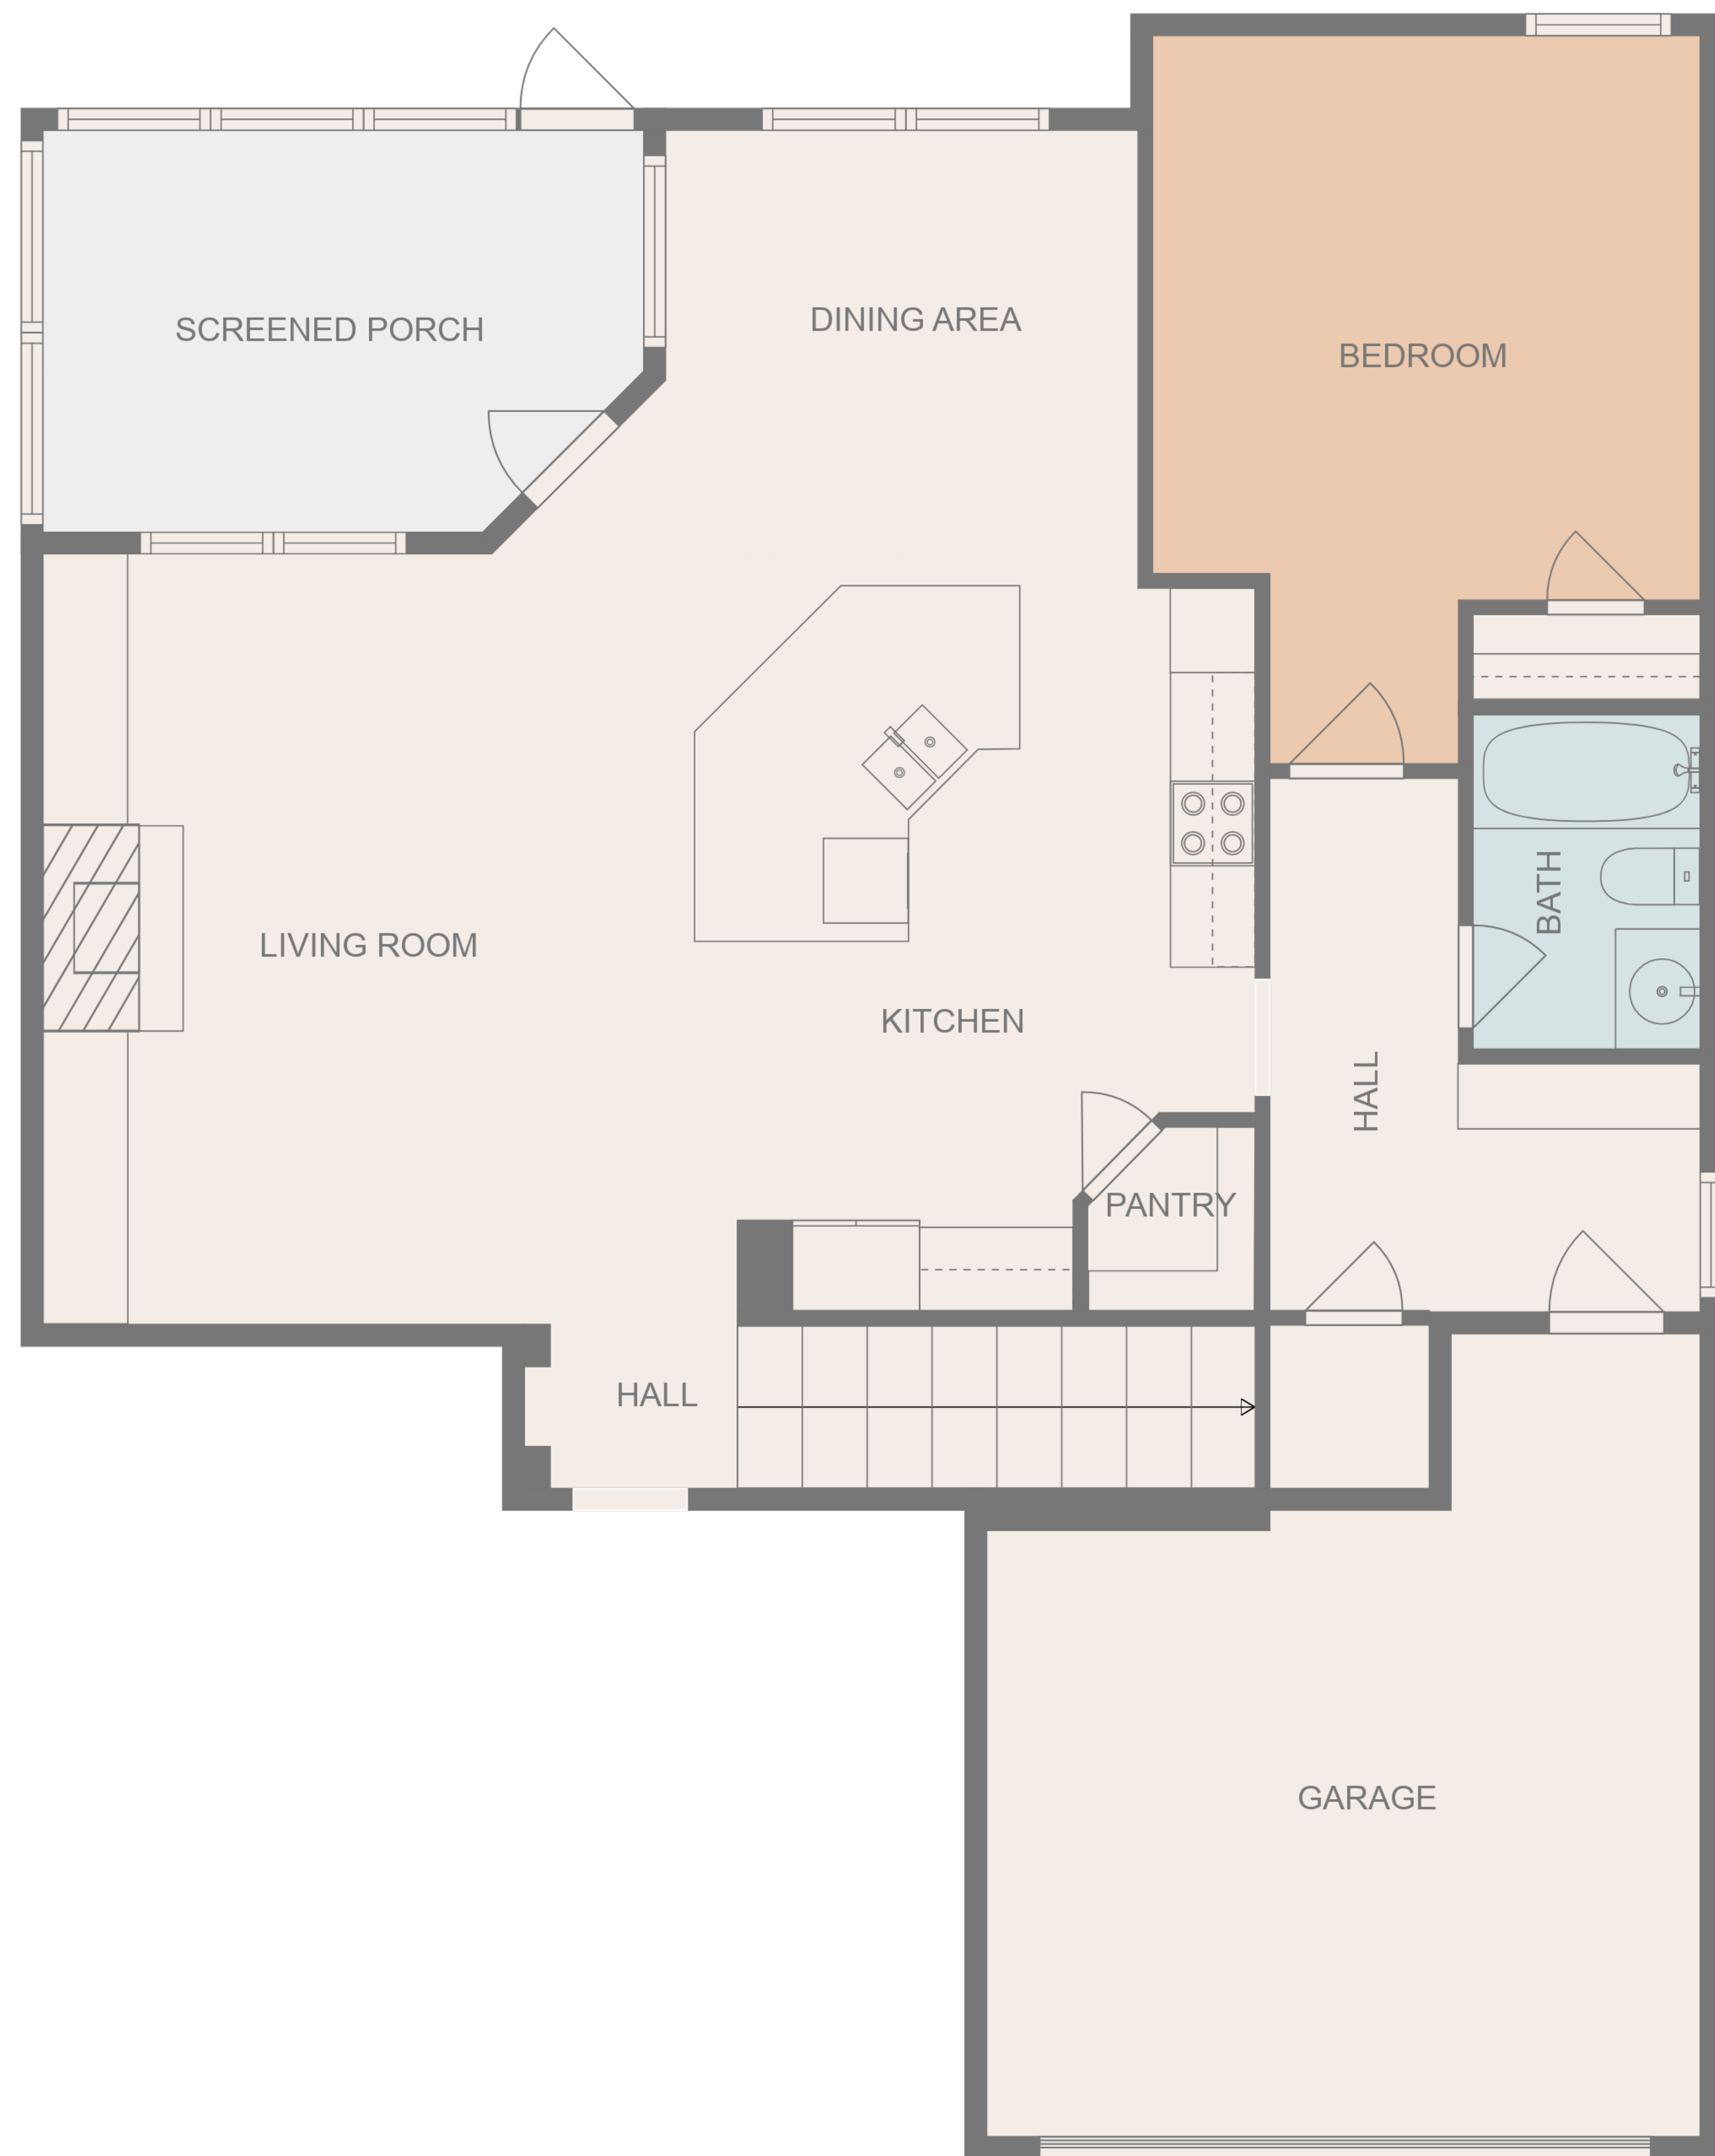 SCREENED PORCH
DINING AREA
BEDROOM
LIVING ROOM
KITCHEN
BATH
HALL
PANTRY
HALL
GARAGE